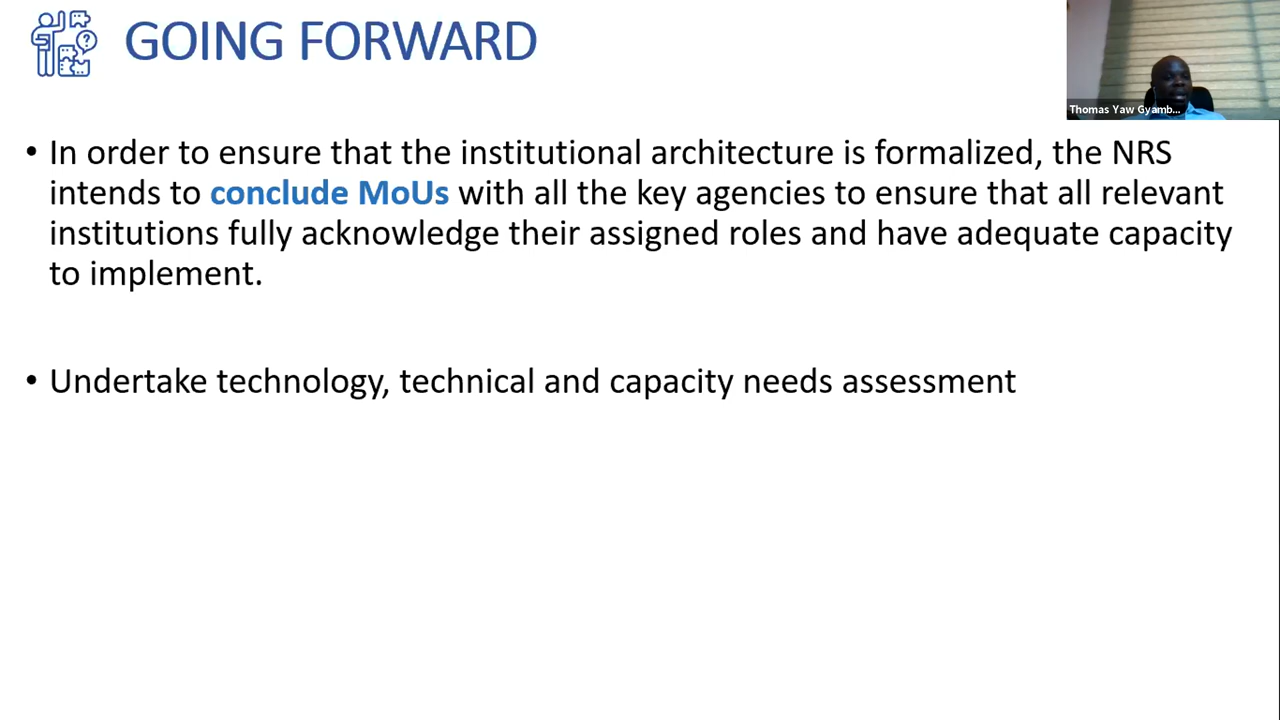 GOING FORWARD
Thomas Yaw Gyamb...
• In order to ensure that the institutional architecture is formalized, the NRS
intends to conclude MoUs with all the key agencies to ensure that all relevant
institutions fully acknowledge their assigned roles and have adequate capacity
to implement.
• Undertake technology, technical and capacity needs assessment